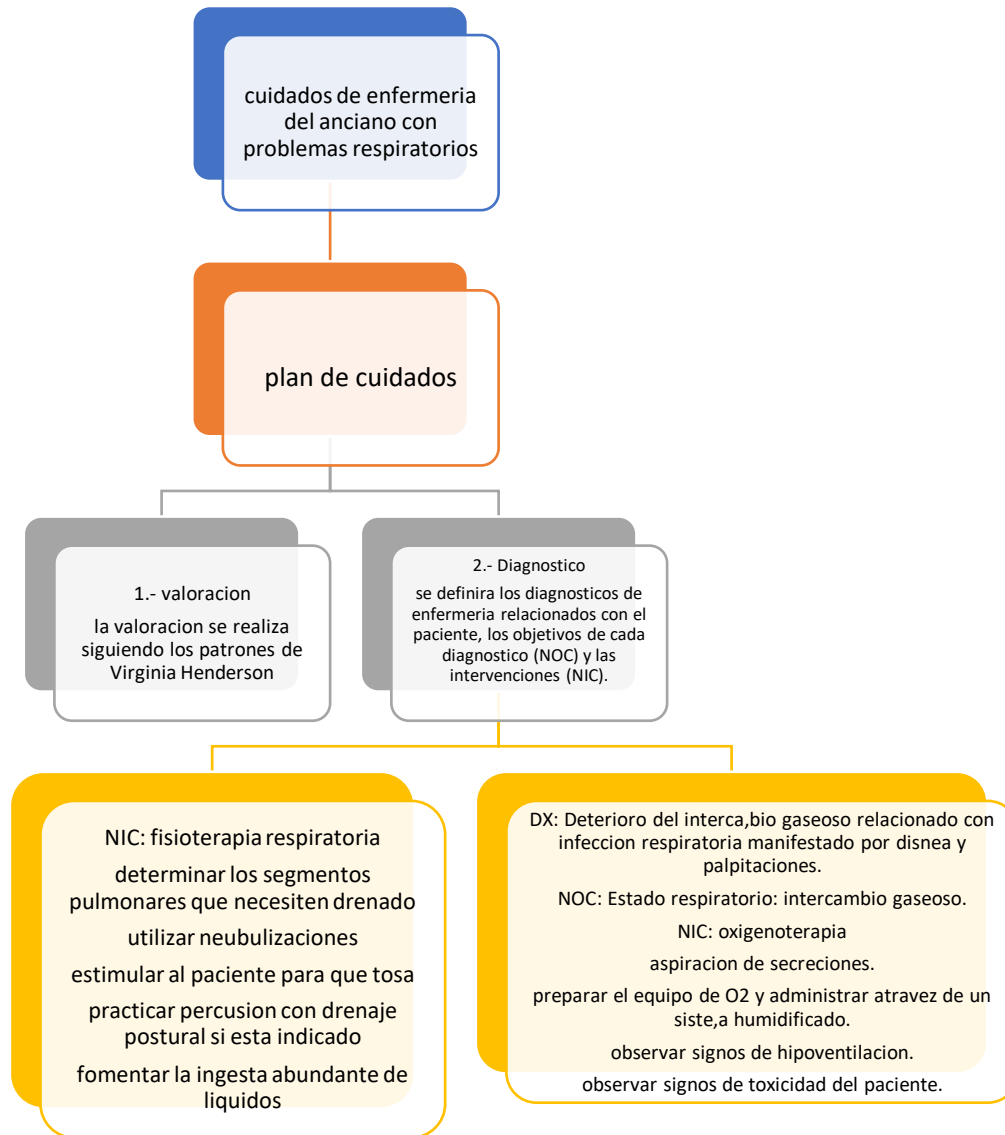 cuidados de enfermeria
del anciano con
problemas respiratorios
plan de cuidados
1.- valoracion
la valoracion se realiza
siguiendo los patrones de
Virginia Henderson
2.- Diagnostico
se definira los diagnosticos de
enfermeria relacionados con el
paciente, los objetivos de cada
diagnostico (NOC) y las
intervenciones (NIC).
NIC: fisioterapia respiratoria
determinar los segmentos
pulmonares que necesiten drenado
utilizar neubulizaciones
estimular al paciente para que tosa
practicar percusion con drenaje
postural si esta indicado
fomentar la ingesta abundante de
liquidos
DX: Deterioro del interca,bio gaseoso relacionado con
infeccion respiratoria manifestado por disnea y
palpitaciones.
NOC: Estado respiratorio: intercambio gaseoso.
NIC: oxigenoterapia
aspiracion de secreciones.
preparar el equipo de O2 y administrar atravez de un
siste,a humidificado.
observar signos de hipoventilacion.
observar signos de toxicidad del paciente.